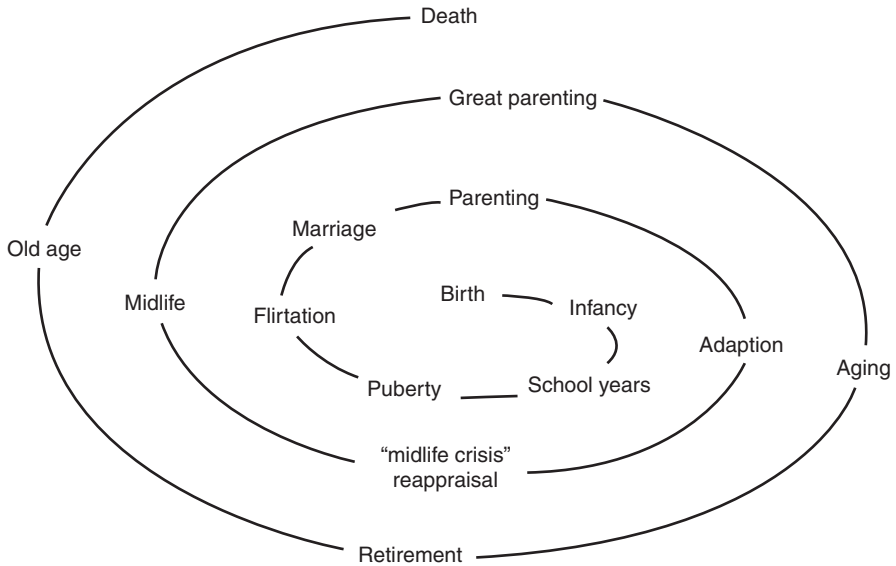 Death
Great parenting
Parenting
Marriage
Old age
Birth
Infancy
Midlife
Flirtation
Adaption
Aging
School years
Puberty
“midlife crisis”
reappraisal
Retirement